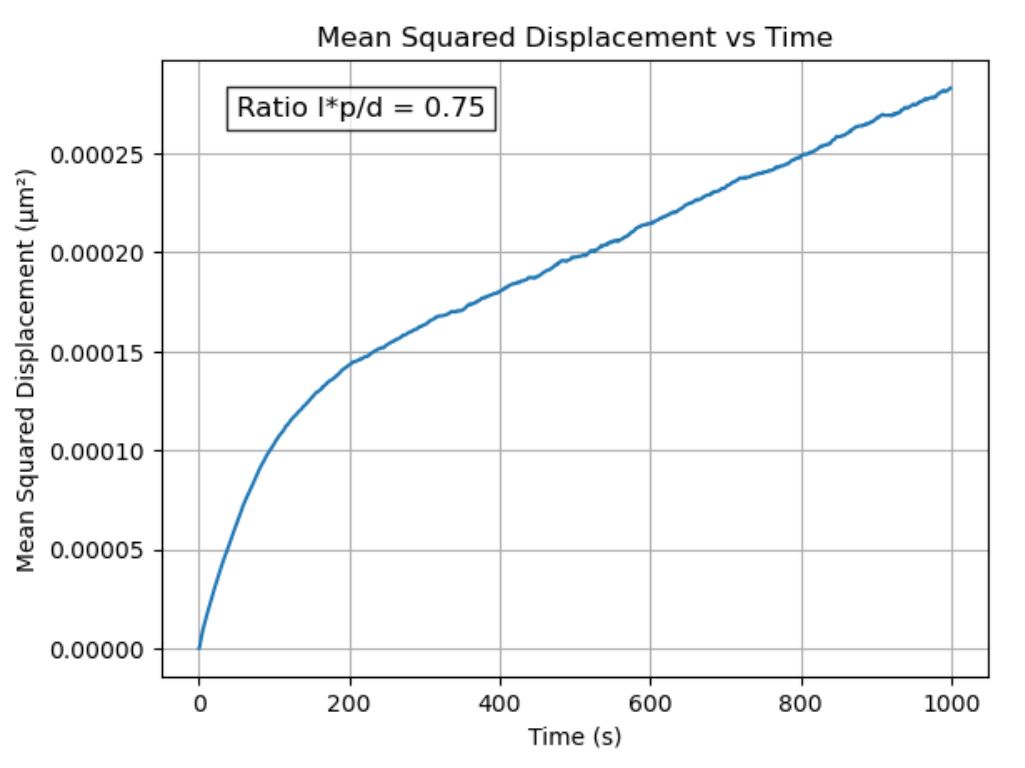 Mean Squared Displacement vs Time
Ratio l*p/d = 0.75
Mean Squared Displacement (μm²)
0.00025
0.00020
0.00015
0.00010
0.00005
0.00000
0 200 400 600 800 1000
Time (s)